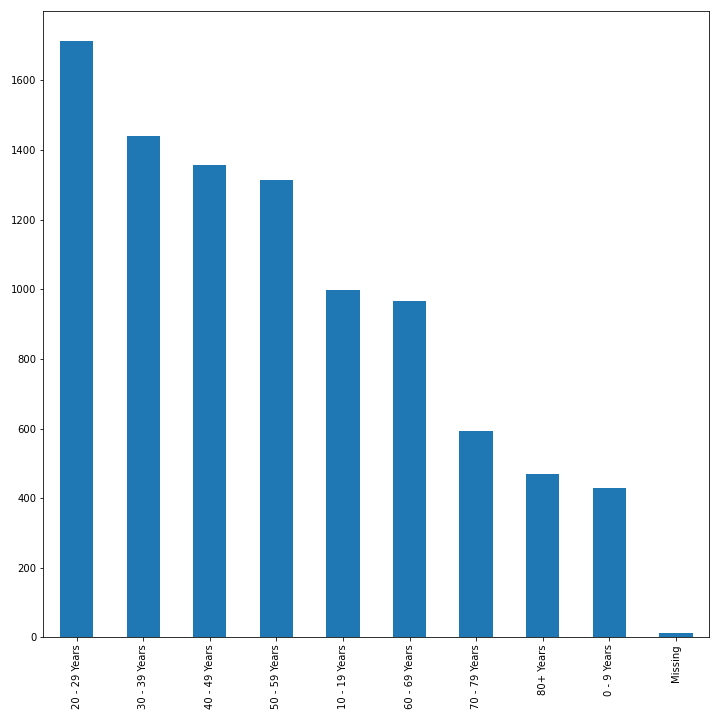 1600
1400
1200
1000
800
600
400
200
0
20 - 29 Years
30 - 39 Years
40 - 49 Years
50 - 59 Years
10 - 19 Years
60 - 69 Years
70 - 79 Years
80+ Years
0 - 9 Years
Missing